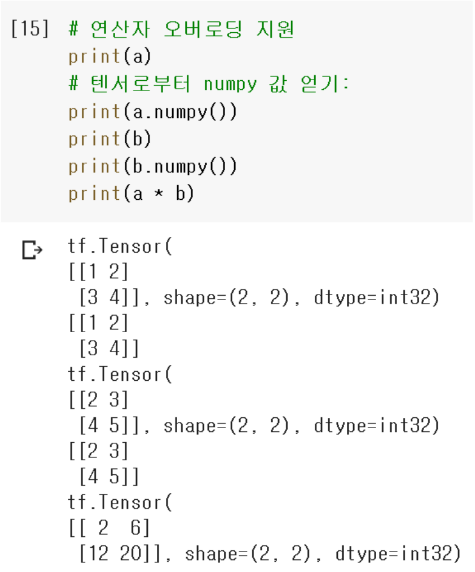 [15] # 연산자 오버로딩 지원
print(a)
# 텐서로부터 numpy 값 얻기:
print(a.numpy())
print(b)
print(b.numpy())
print(a * b)
tf.Tensor(
[[1 2]
 [3 4]], shape=(2, 2), dtype=int32)
[[1 2]
 [3 4]]
tf.Tensor(
[[2 3]
 [4 5]], shape=(2, 2), dtype=int32)
[[2 3]
 [4 5]]
tf.Tensor(
[[ 2  6]
 [12 20]], shape=(2, 2), dtype=int32)